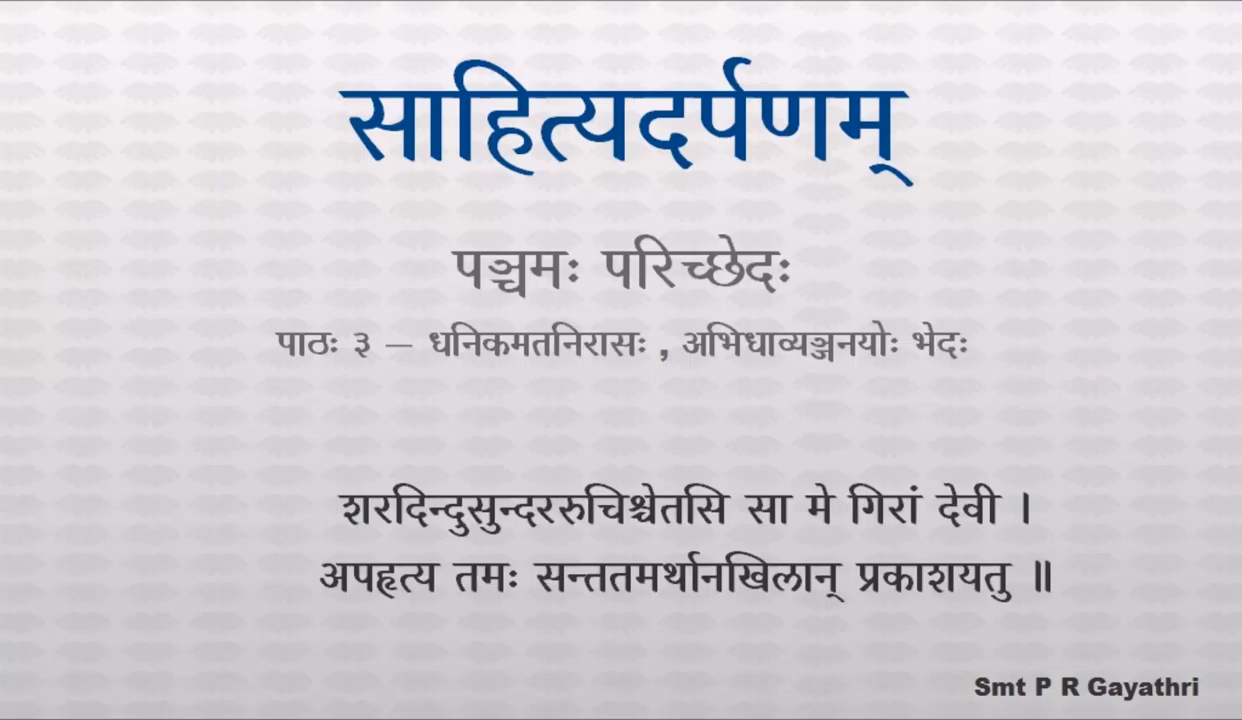 साहित्यदर्पणम्
पञ्चमः परिच्छेदः
पाठः ३ – धनिकमतनिरासः , अभिधाव्यञ्जनयोः भेदः
शरदिन्दुसुन्दररुचिश्चेतसि सा मे गिरां देवी ।
अपहृत्य तमः सन्ततमर्थानखिलान् प्रकाशयतु ॥
Smt P R Gayathri